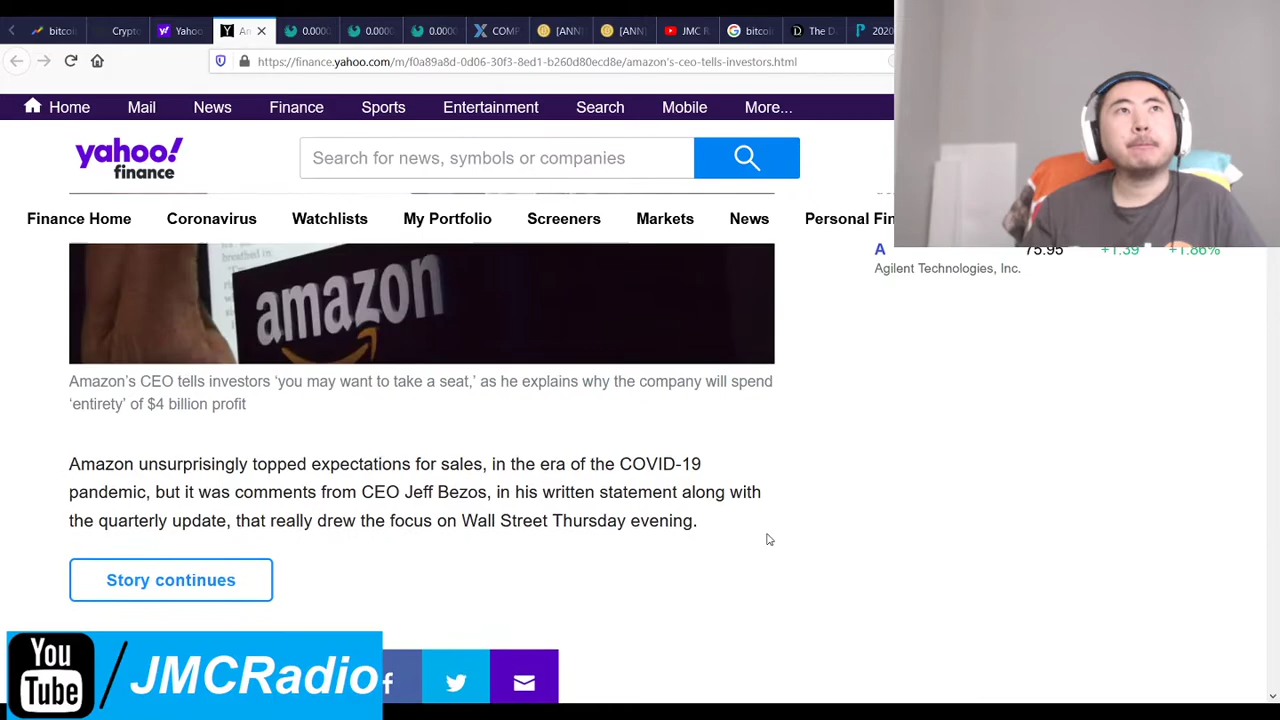 bitcoi
Crypto
Yahoo
An
0.0000
0.000
0.0000
COMP
[ANN
[ANN
JMC R
bitcoi
The Da
2020
https://finance.yahoo.com/m/f0a89a8d-0d06-30f3-8ed1-b260d80ecd8e/amazon's-ceo-tells-investors.html
Home Mail News Finance Sports Entertainment Search Mobile More...
yahoo!
finance
Search for news, symbols or companies
Finance Home Coronavirus Watchlists My Portfolio Screeners Markets News Personal Fin
A 75.95 +1.39 +1.86%
Agilent Technologies, Inc.
breathed in
amazon
Amazon's CEO tells investors 'you may want to take a seat,' as he explains why the company will spend
'entirety' of $4 billion profit
Amazon unsurprisingly topped expectations for sales, in the era of the COVID-19
pandemic, but it was comments from CEO Jeff Bezos, in his written statement along with
the quarterly update, that really drew the focus on Wall Street Thursday evening.
Story continues
You
Tube
/JMCRadio